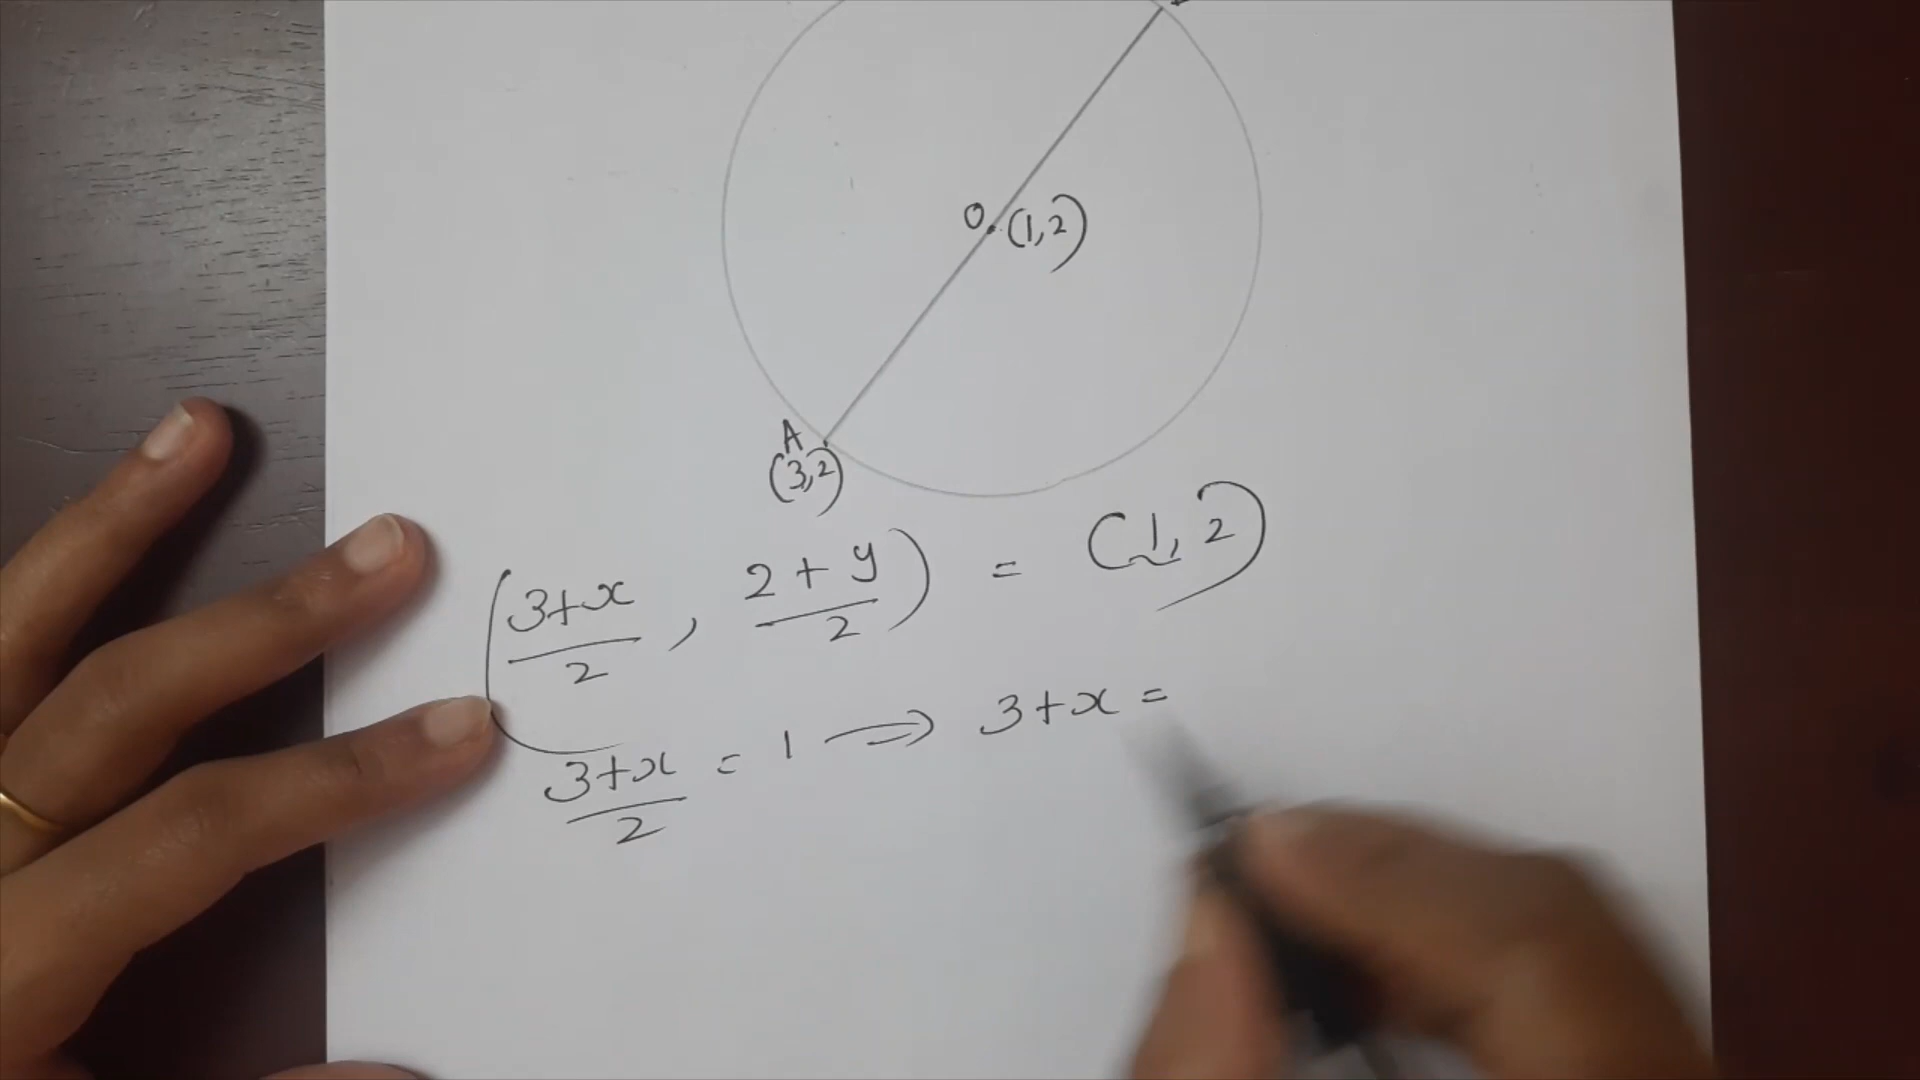 O (1,2)
A
(3,2)
(3+x/2 , 2+y/2) = (1, 2)
3+x/2 = 1 ⇒ 3+x =